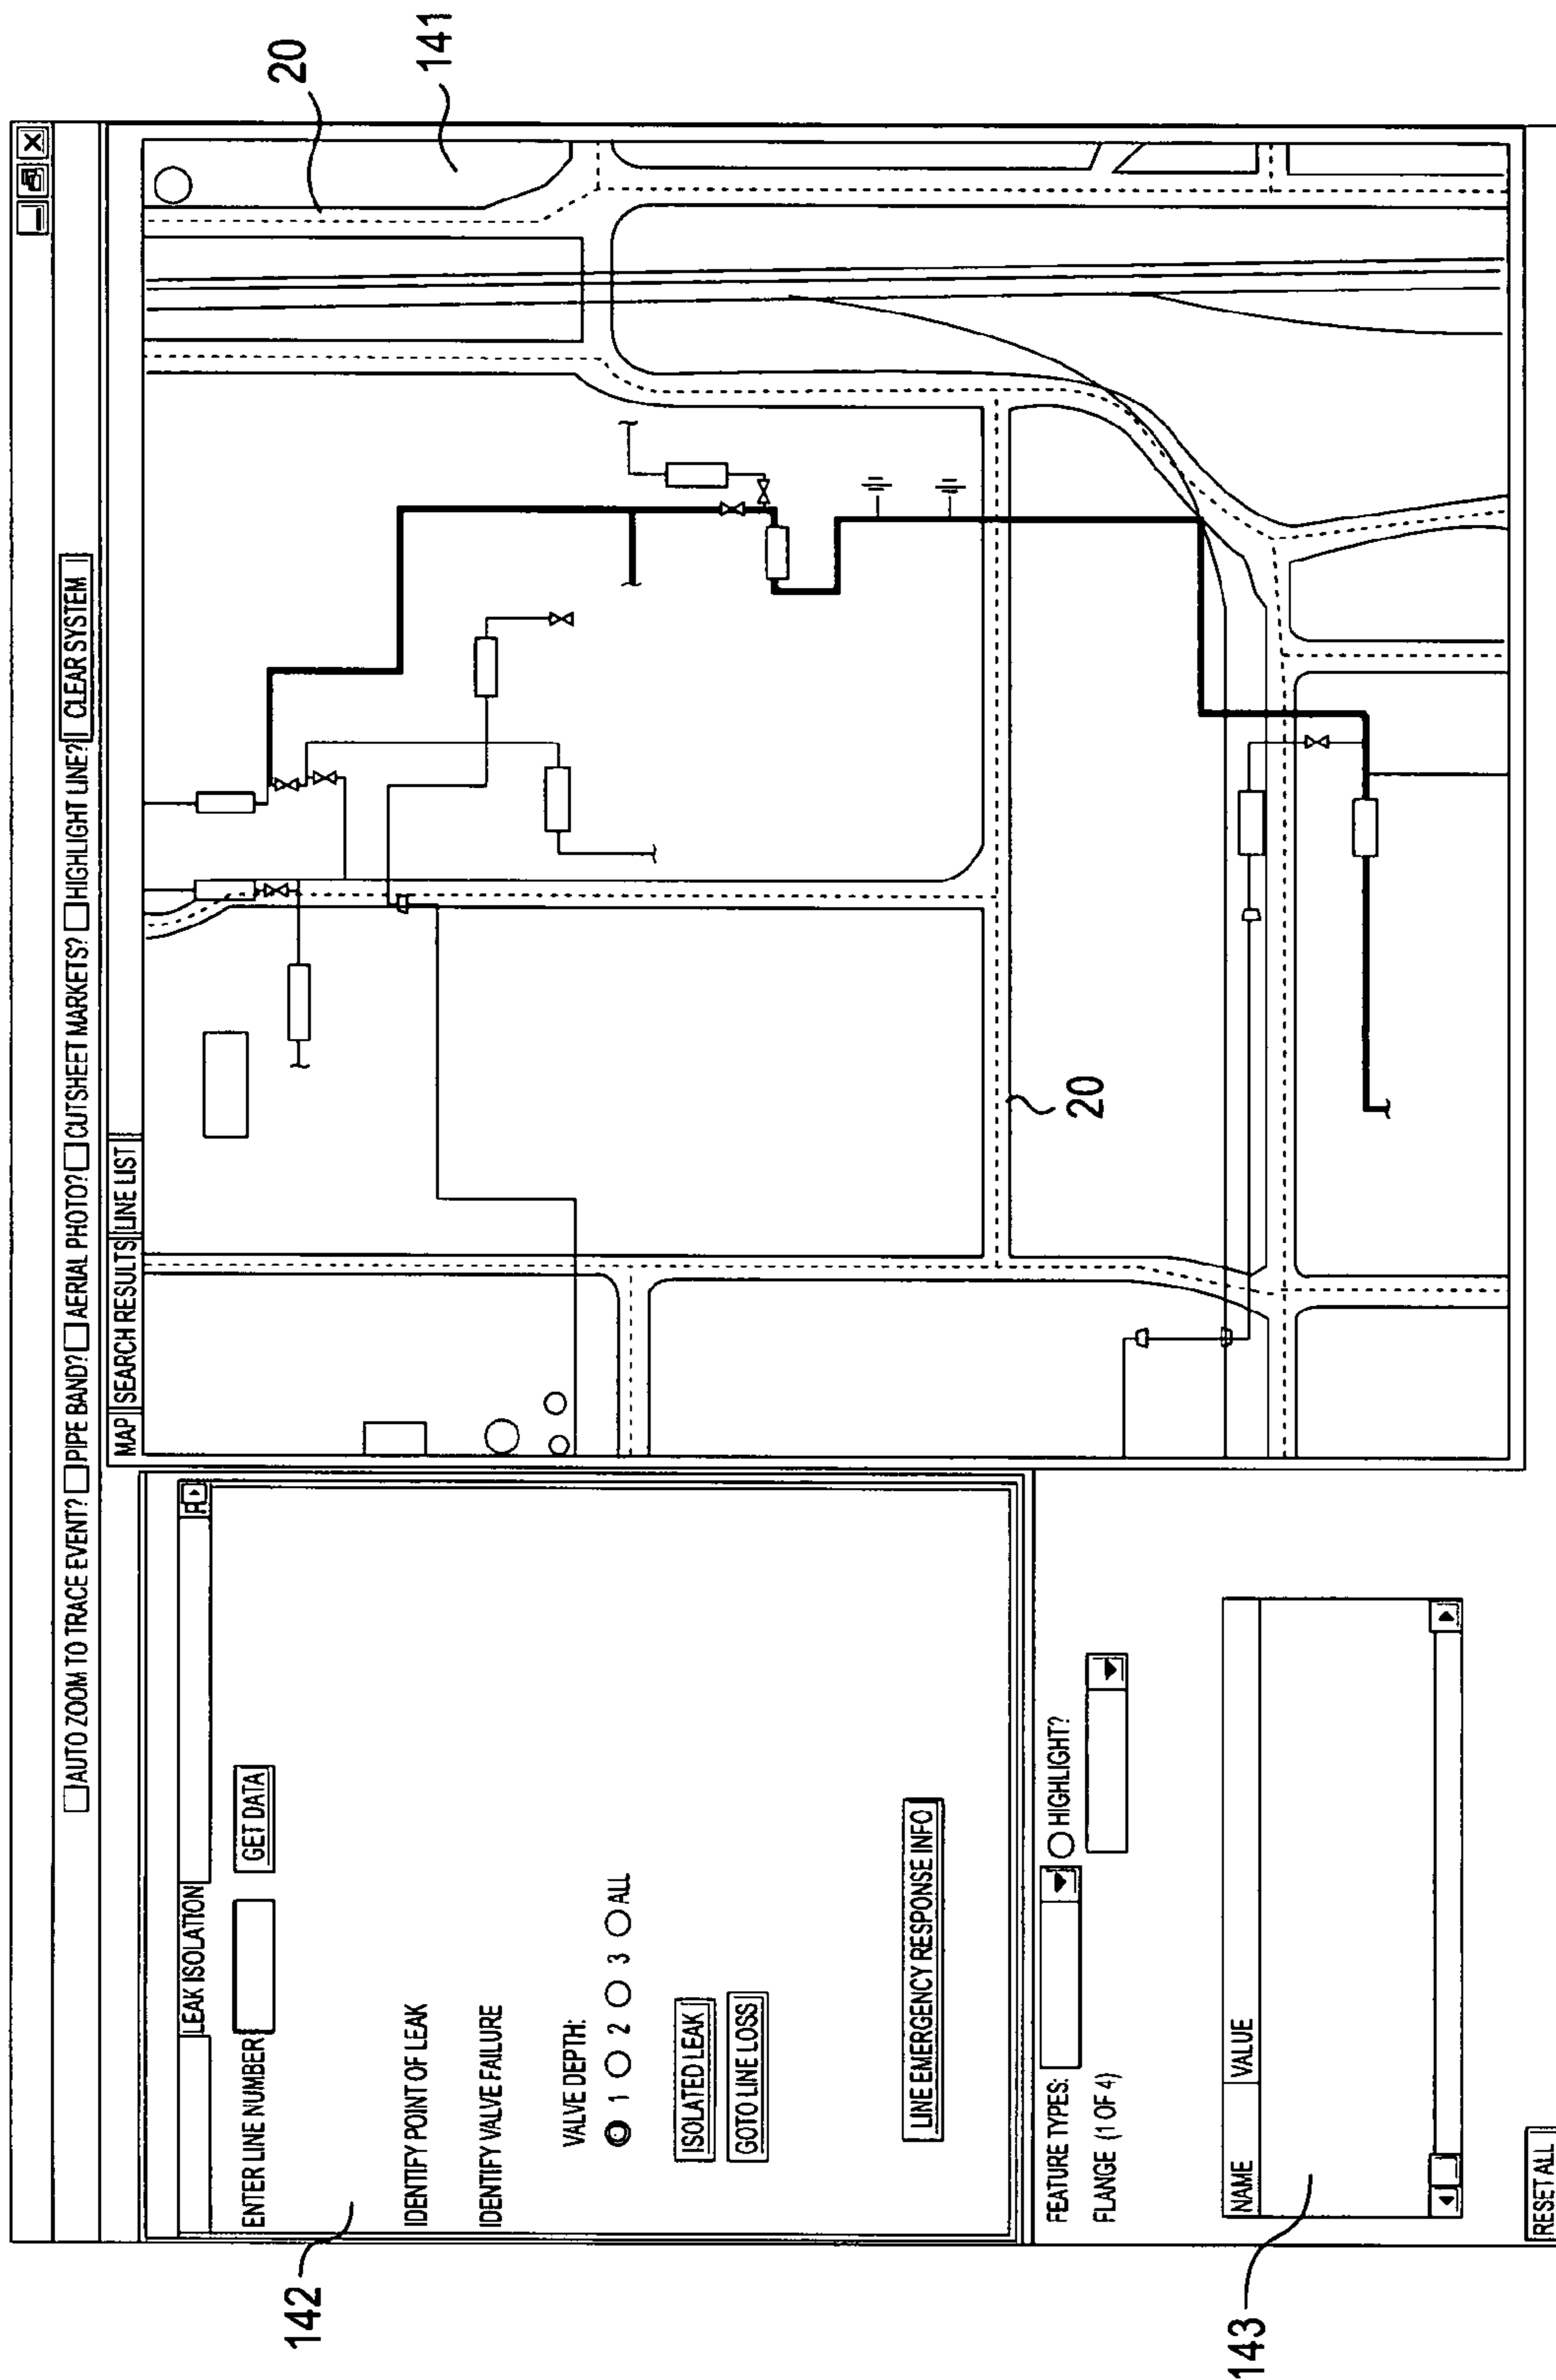 ☐ AUTO ZOOM TO TRACE EVENT? ☐ PIPE BAND? ☐ AERIAL PHOTO? ☐ CUTSHEET MARKETS? ☐ HIGHLIGHT LINE? CLEAR SYSTEM
MAP SEARCH RESULTS LINE LIST
LEAK ISOLATION
ENTER LINE NUMBER GET DATA
IDENTIFY POINT OF LEAK
IDENTIFY VALVE FAILURE
VALVE DEPTH:
1 2 3 ALL
ISOLATED LEAK
GOTO LINE LOSS
LINE EMERGENCY RESPONSE INFO
FEATURE TYPES: HIGHLIGHT?
FLANGE (1 OF 4)
NAME VALUE
RESET ALL
142
143
20
141
20